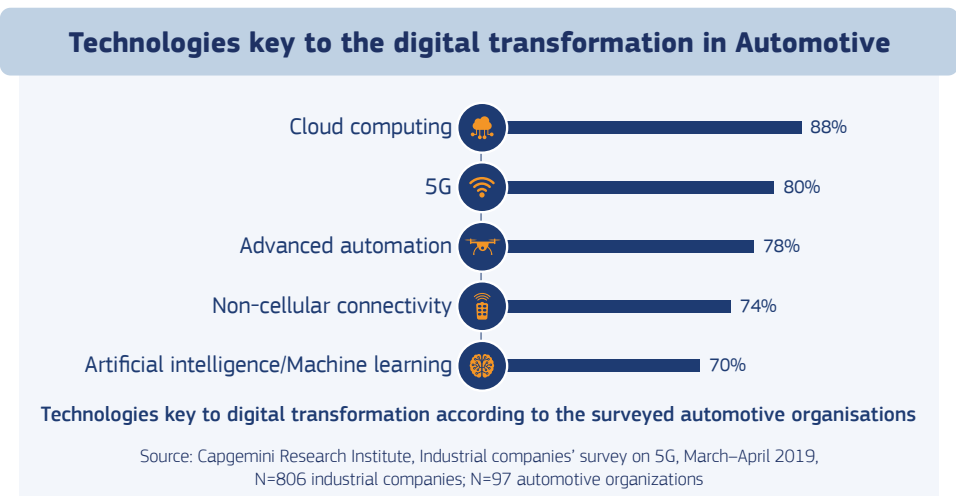 Technologies key to the digital transformation in Automotive
Cloud computing 88%
5G 80%
Advanced automation 78%
Non-cellular connectivity 74%
Artificial intelligence/Machine learning 70%
Technologies key to digital transformation according to the surveyed automotive organisations
Source: Capgemini Research Institute, Industrial companies’ survey on 5G, March–April 2019,
N=806 industrial companies; N=97 automotive organizations